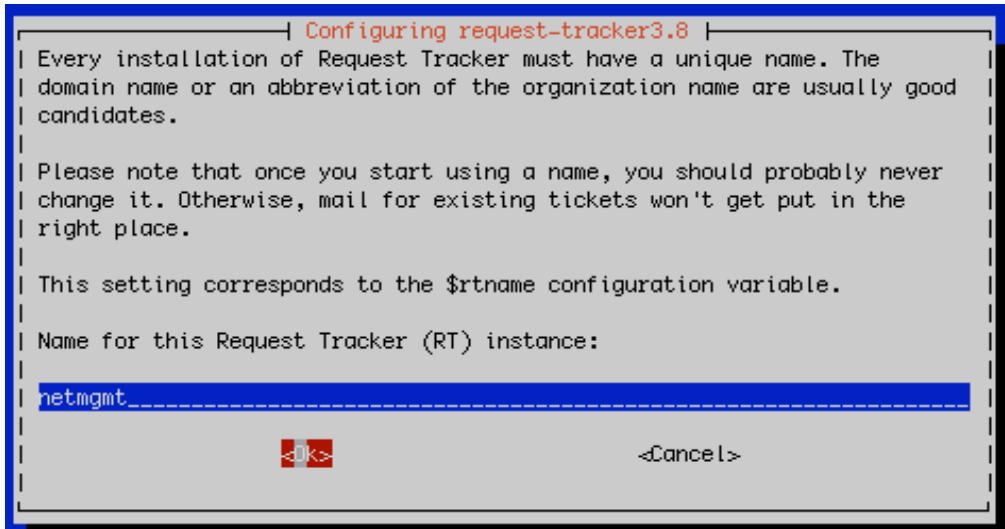 Configuring request-tracker3.8
Every installation of Request Tracker must have a unique name. The
domain name or an abbreviation of the organization name are usually good
candidates.
Please note that once you start using a name, you should probably never
change it. Otherwise, mail for existing tickets won't get put in the
right place.
This setting corresponds to the $rtname configuration variable.
Name for this Request Tracker (RT) instance:
netmgmt
<Ok> <Cancel>